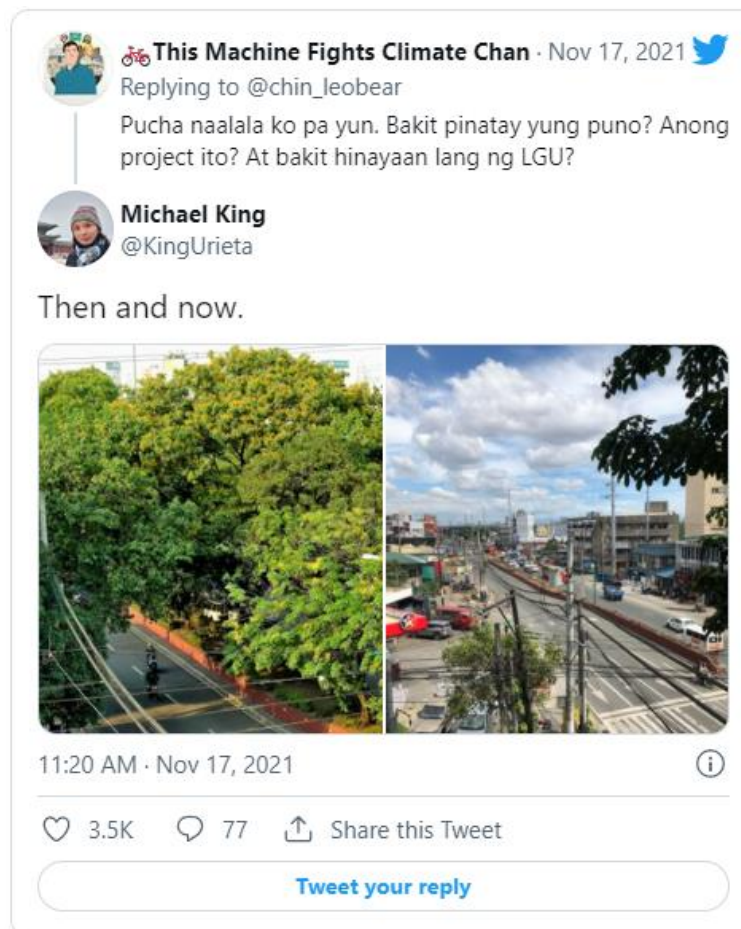 🚲This Machine Fights Climate Chan · Nov 17, 2021
Replying to @chin_leobear
Pucha naalala ko pa yun. Bakit pinatay yung puno? Anong
project ito? At bakit hinayaan lang ng LGU?
Michael King
@KingUrieta
Then and now.
11:20 AM · Nov 17, 2021
3.5K
77
Share this Tweet
Tweet your reply